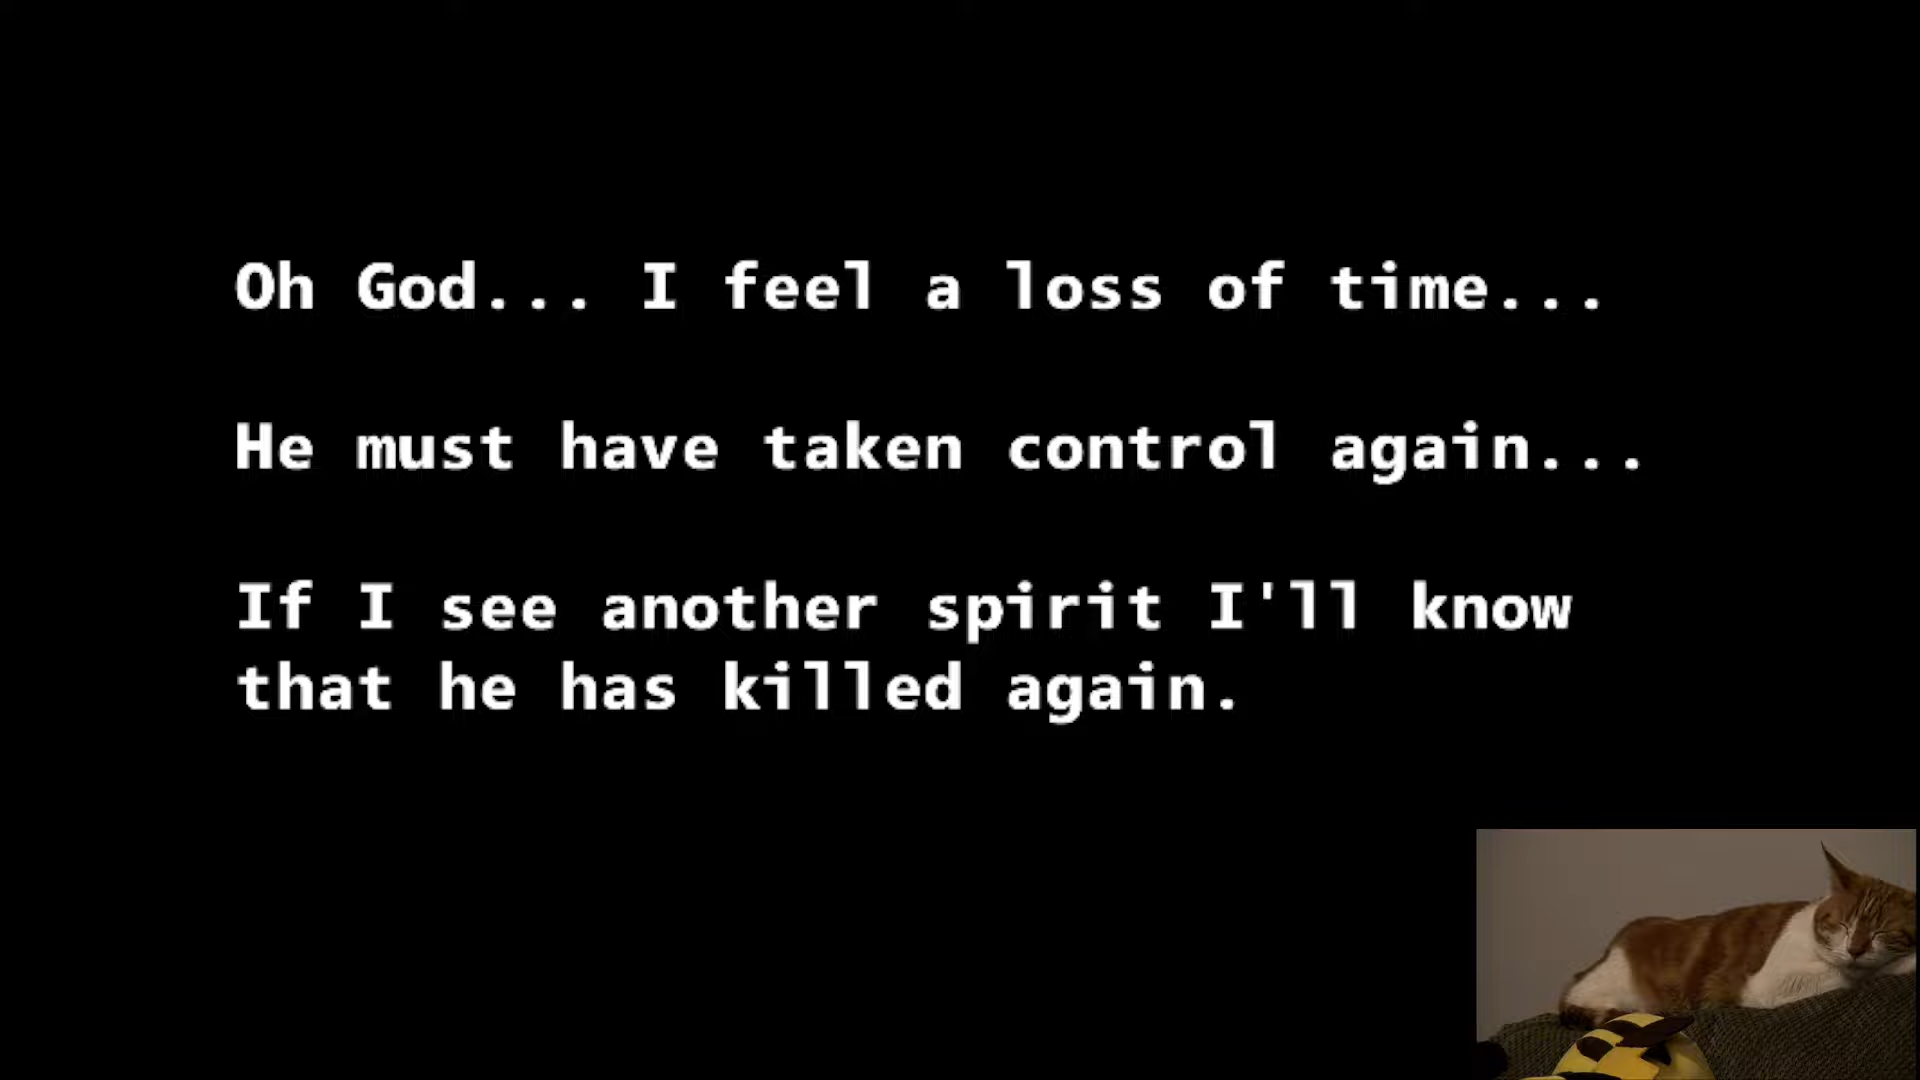 Oh God... I feel a loss of time...
He must have taken control again...
If I see another spirit I'll know
that he has killed again.